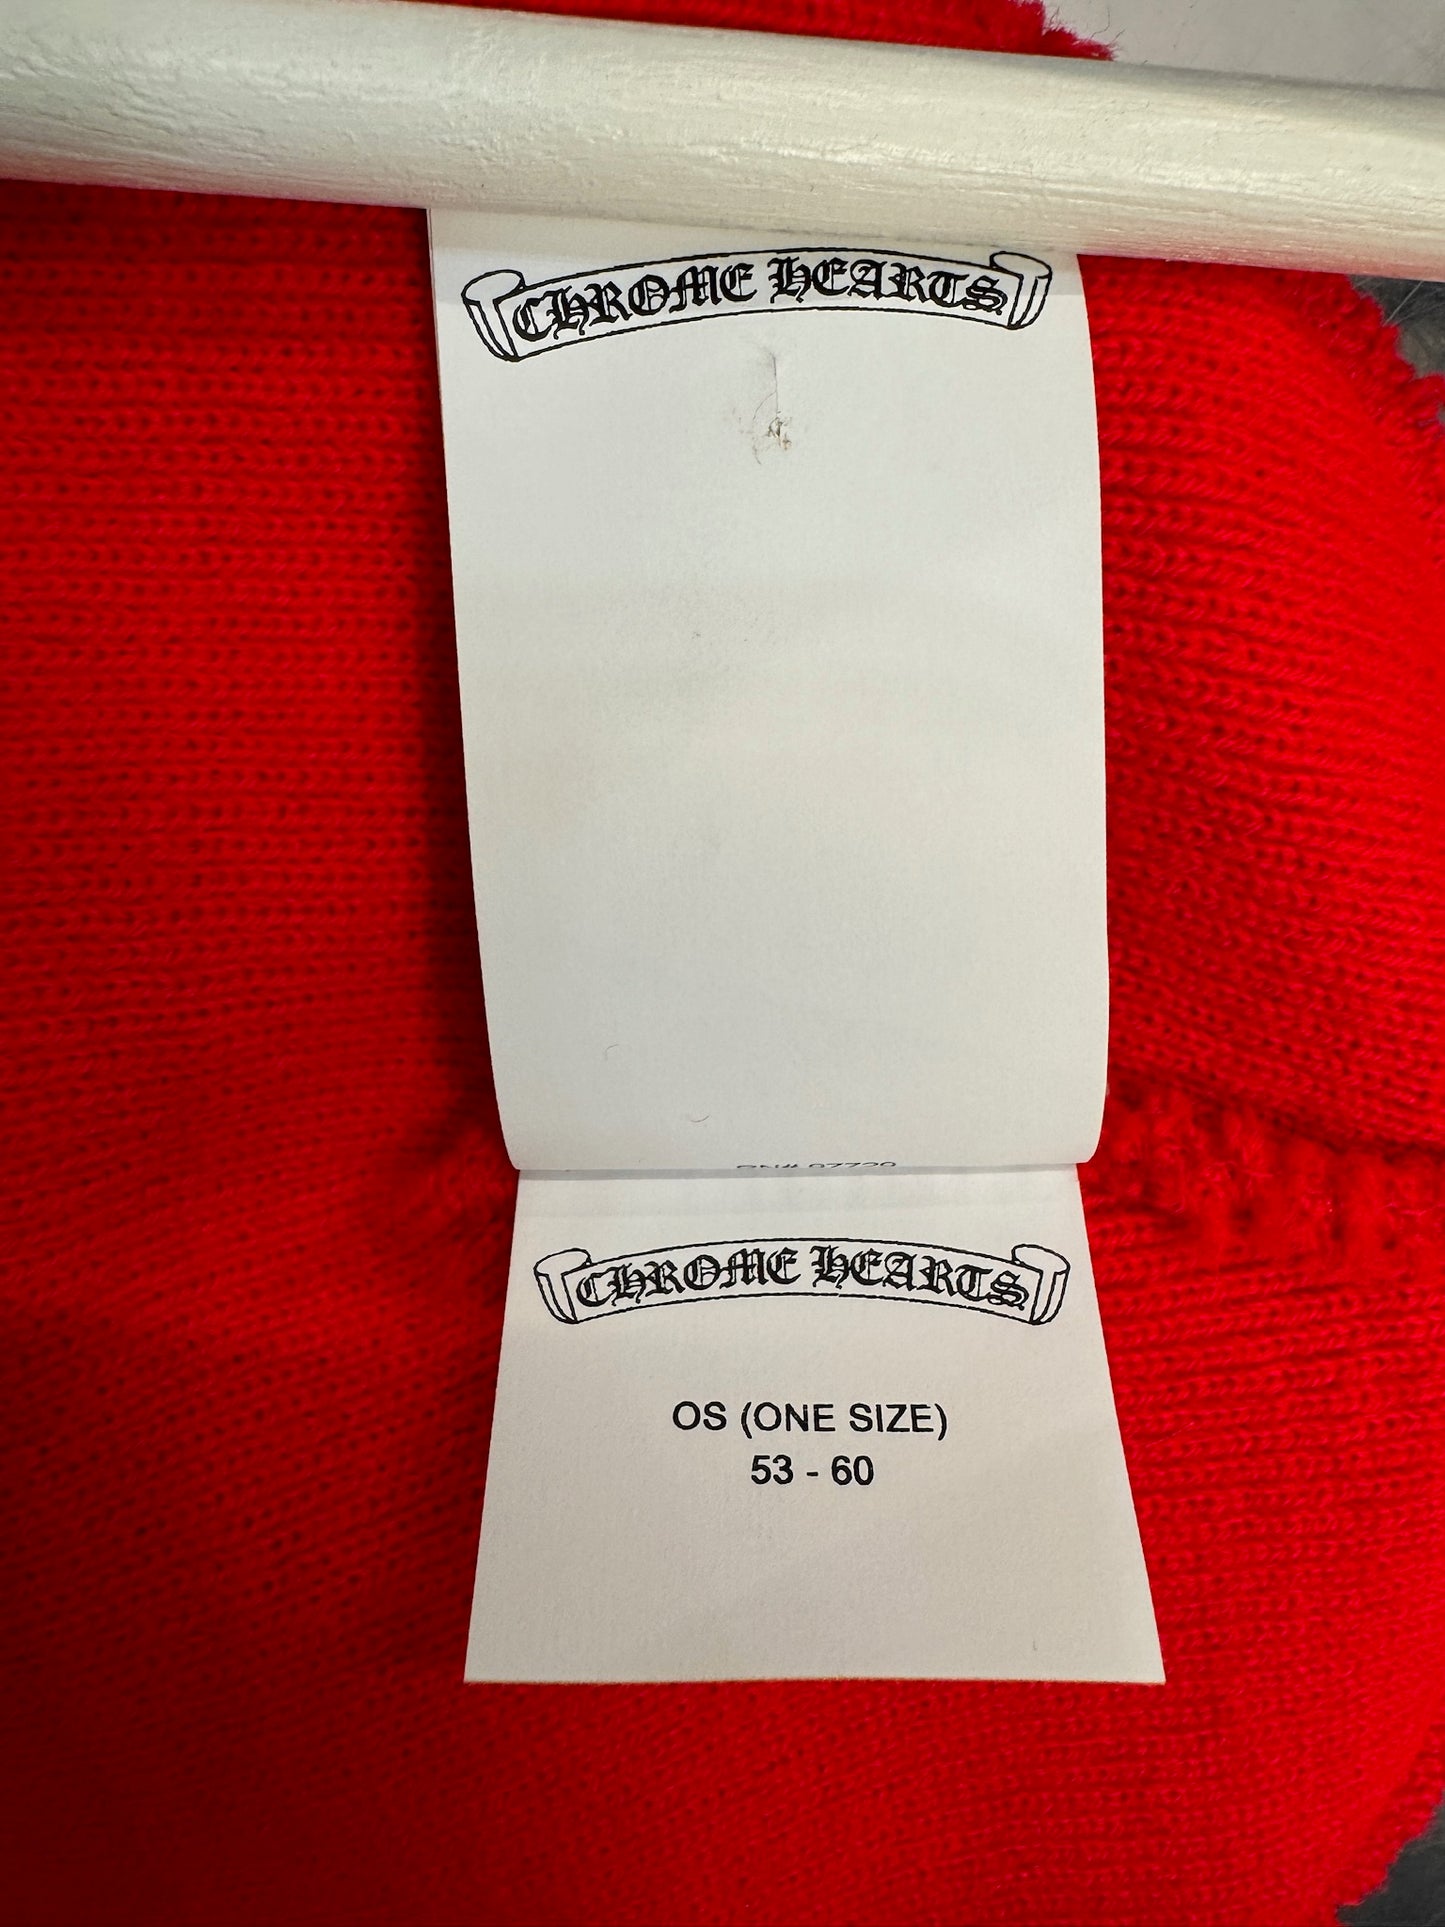 CHROME HEARTS
CHROME HEARTS
OS (ONE SIZE)
53 - 60